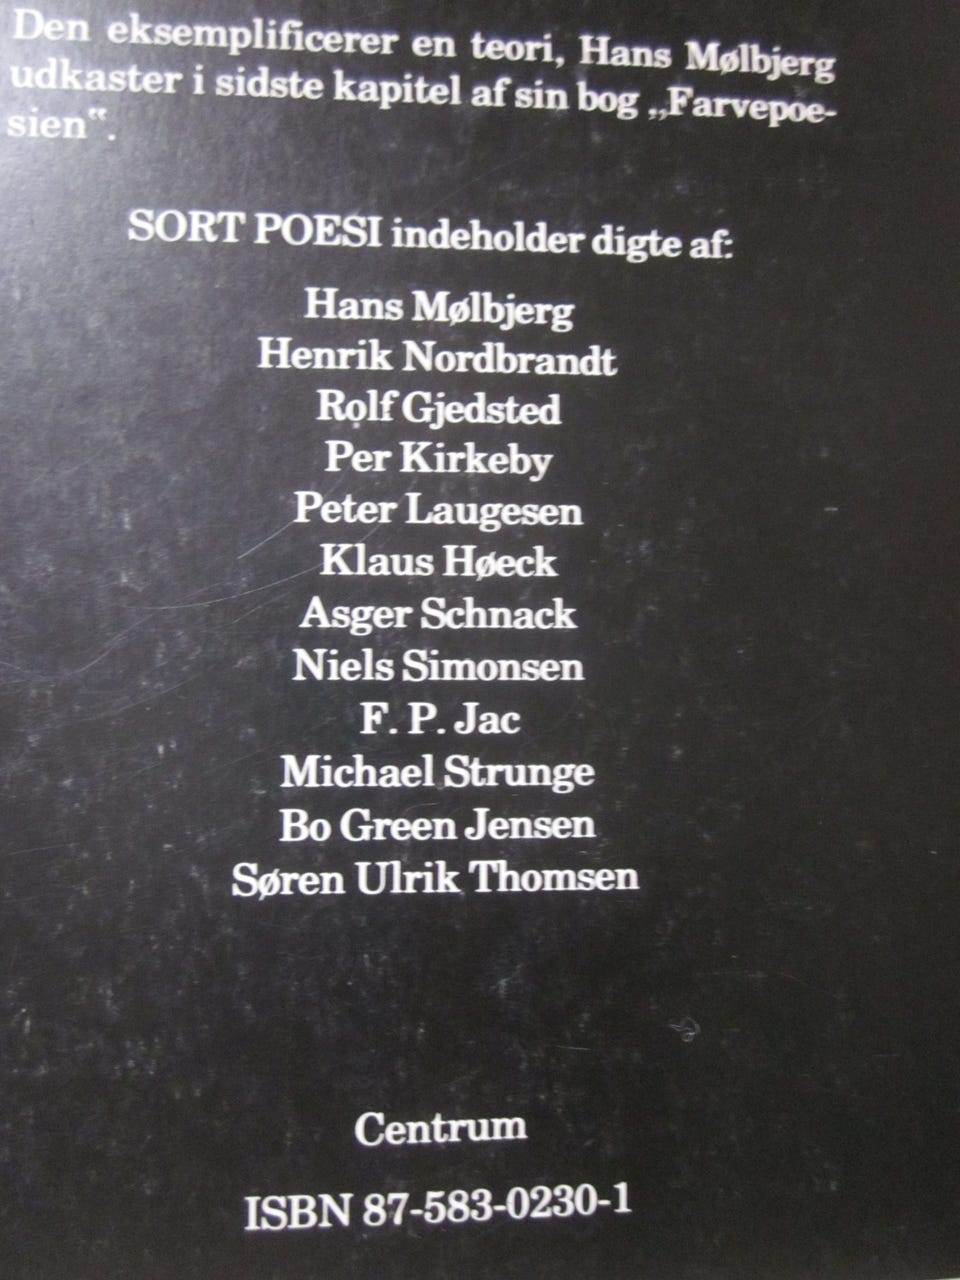 Den eksemplificerer en teori, Hans Mølbjerg
udkaster i sidste kapitel af sin bog „Farvepoe-
sien“.
SORT POESI indeholder digte af:
Hans Mølbjerg
Henrik Nordbrandt
Rolf Gjedsted
Per Kirkeby
Peter Laugesen
Klaus Høeck
Asger Schnack
Niels Simonsen
F. P. Jac
Michael Strunge
Bo Green Jensen
Søren Ulrik Thomsen
Centrum
ISBN 87-583-0230-1